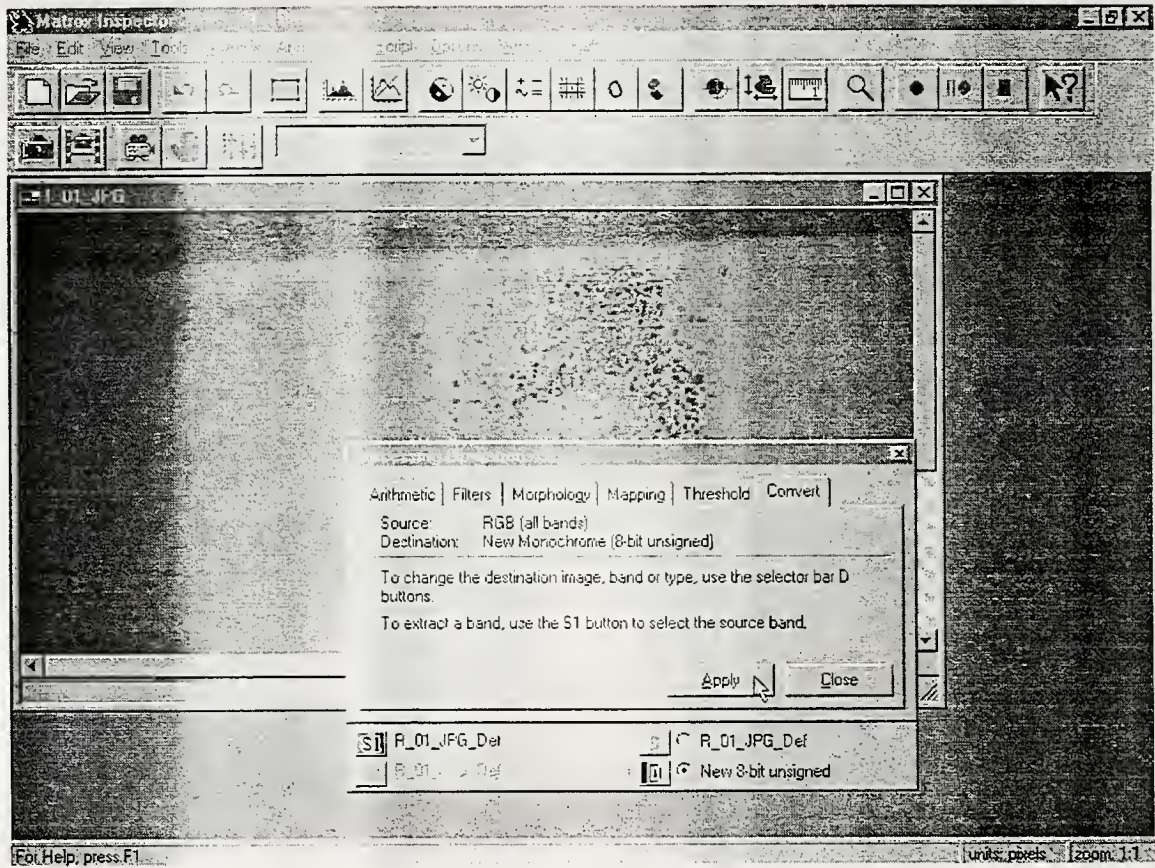 Matrox Inspector
File Edit View Tools Script Options
R_01_JPG
Arithmetic Filters Morphology Mapping Threshold Convert
Source: RGB (all bands)
Destination: New Monochrome (8-bit unsigned)
To change the destination image, band or type, use the selector bar D
buttons.
To extract a band, use the S1 button to select the source band.
Apply Close
S1 R_01_JPG_Def R_01_JPG_Def
D New 8-bit unsigned
For Help, press F1 units: pixels zoom: 1:1